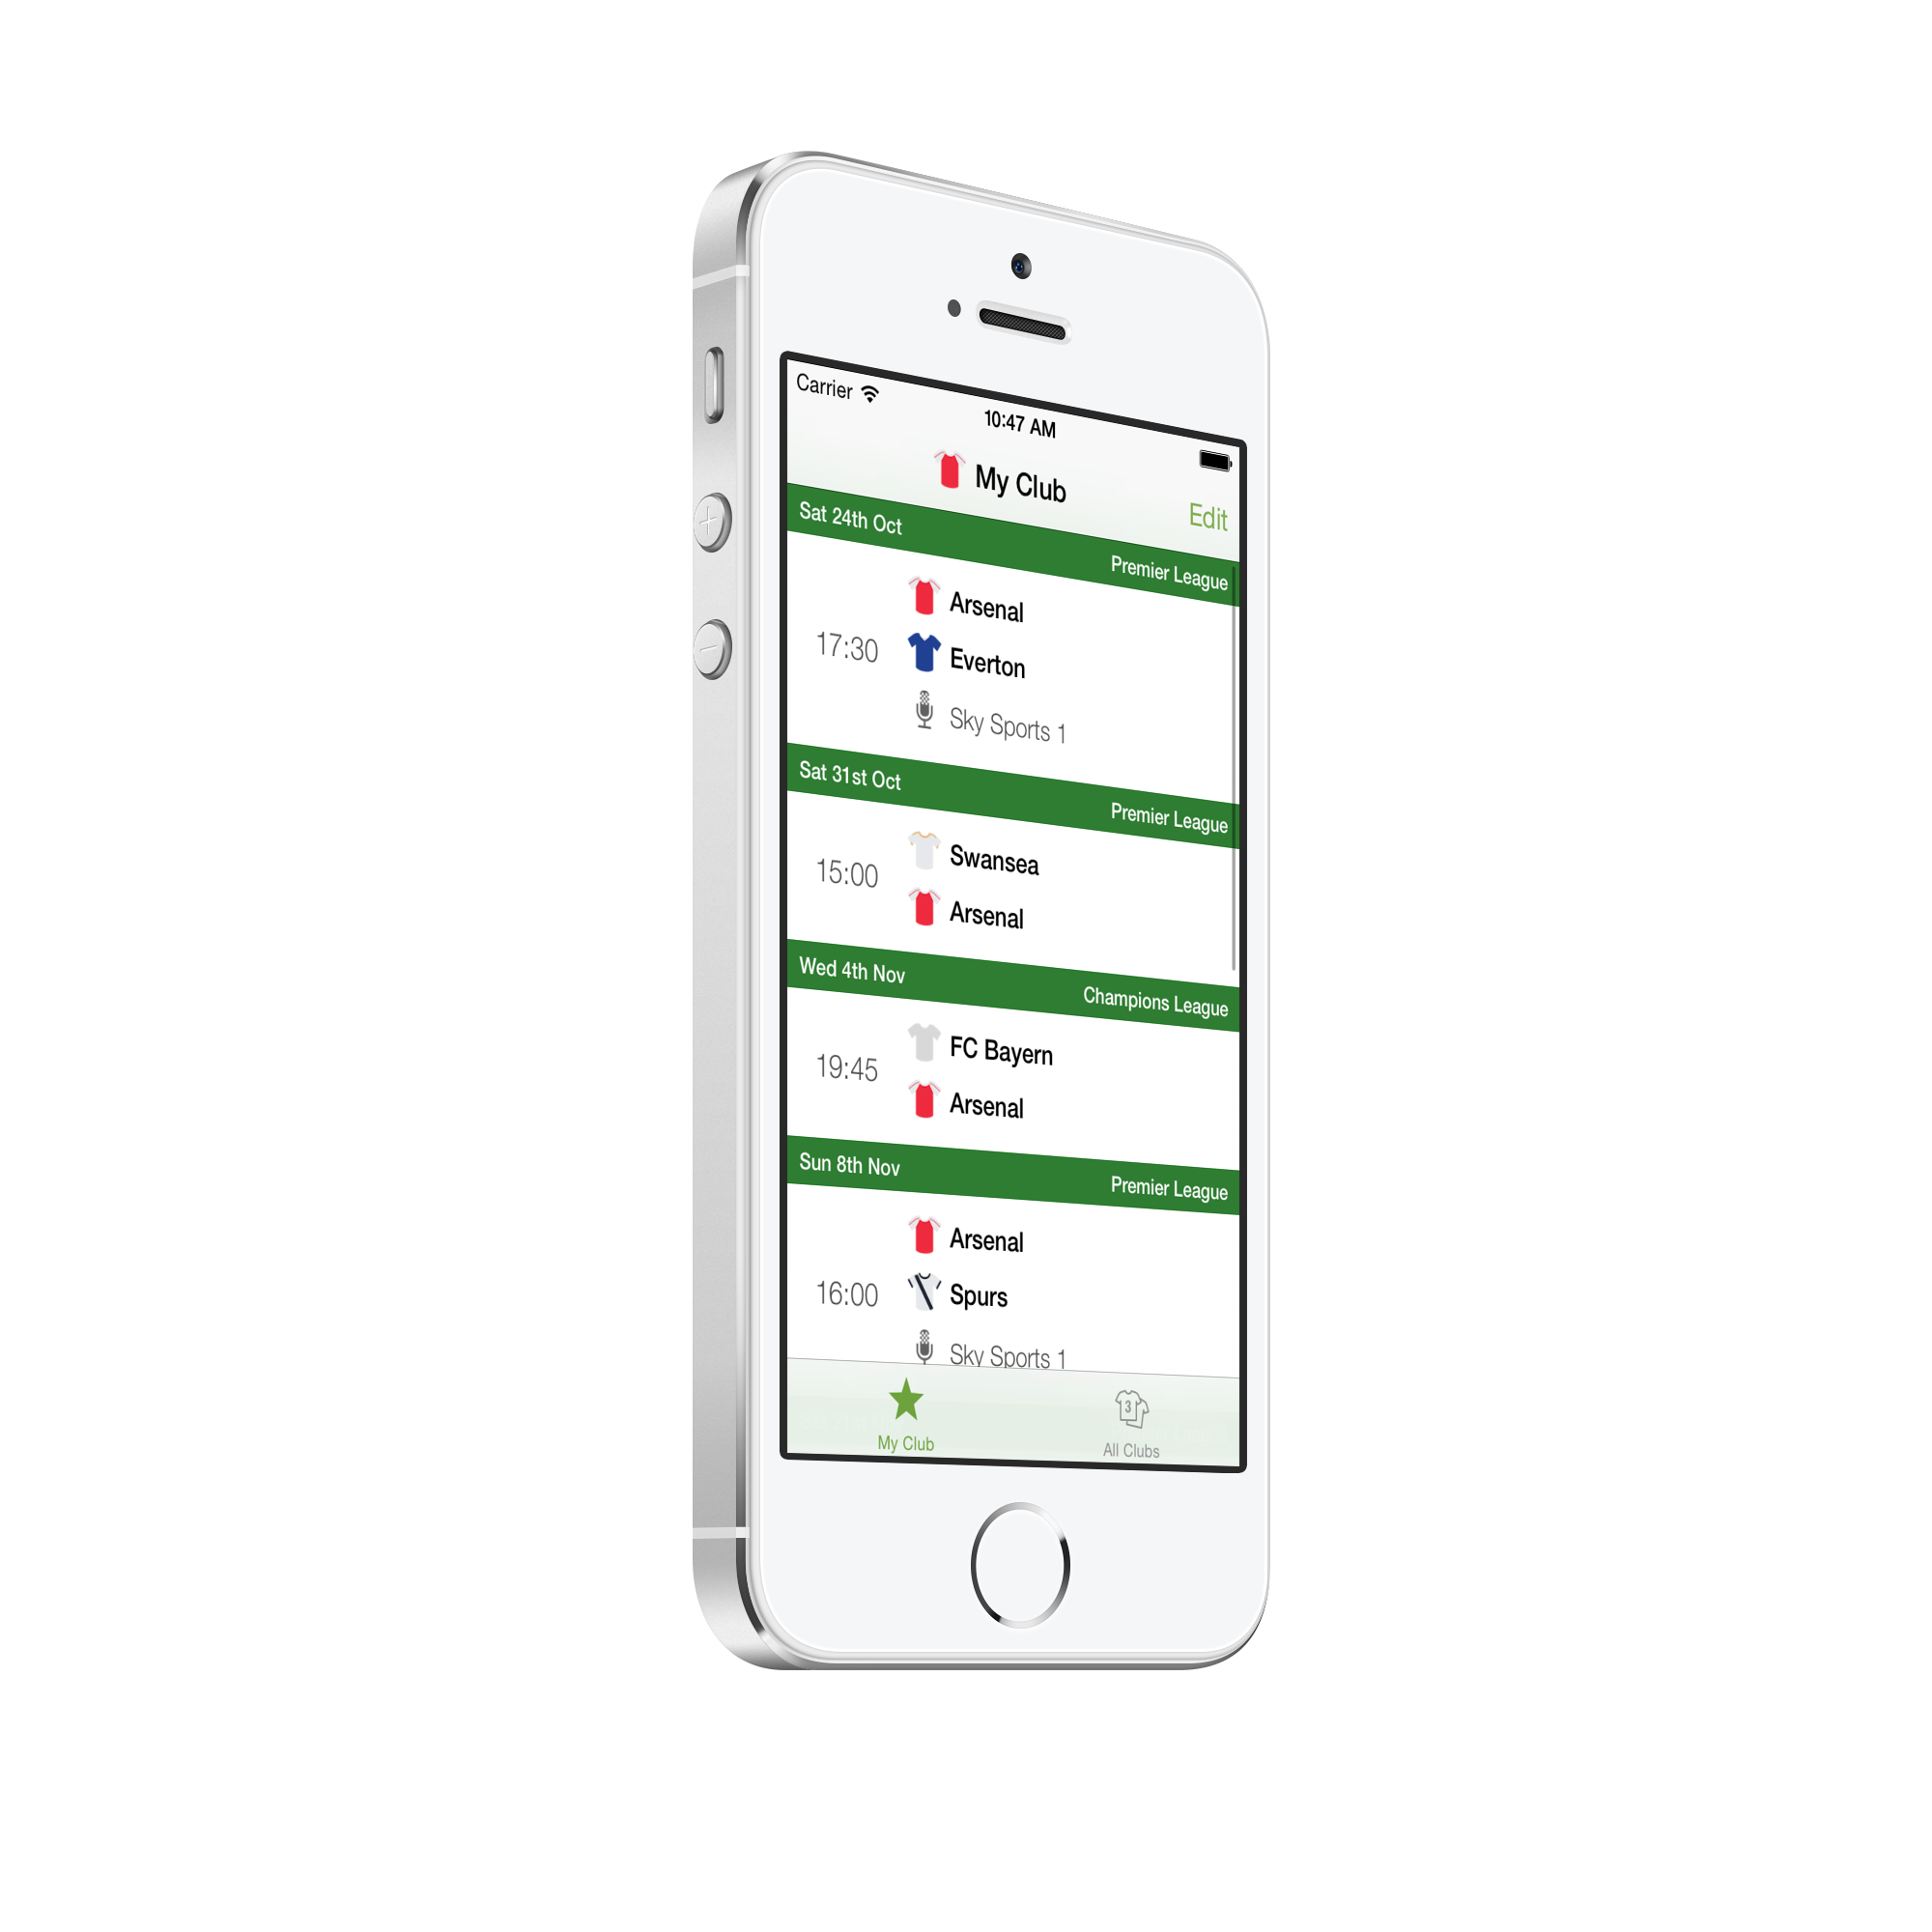 Carrier
10:47 AM
My Club
Edit
Sat 24th Oct
Premier League
Arsenal
17:30
Everton
Sky Sports 1
Sat 31st Oct
Premier League
Swansea
15:00
Arsenal
Wed 4th Nov
Champions League
FC Bayern
19:45
Arsenal
Sun 8th Nov
Premier League
Arsenal
16:00
Spurs
Sky Sports 1
3
My Club
All Clubs